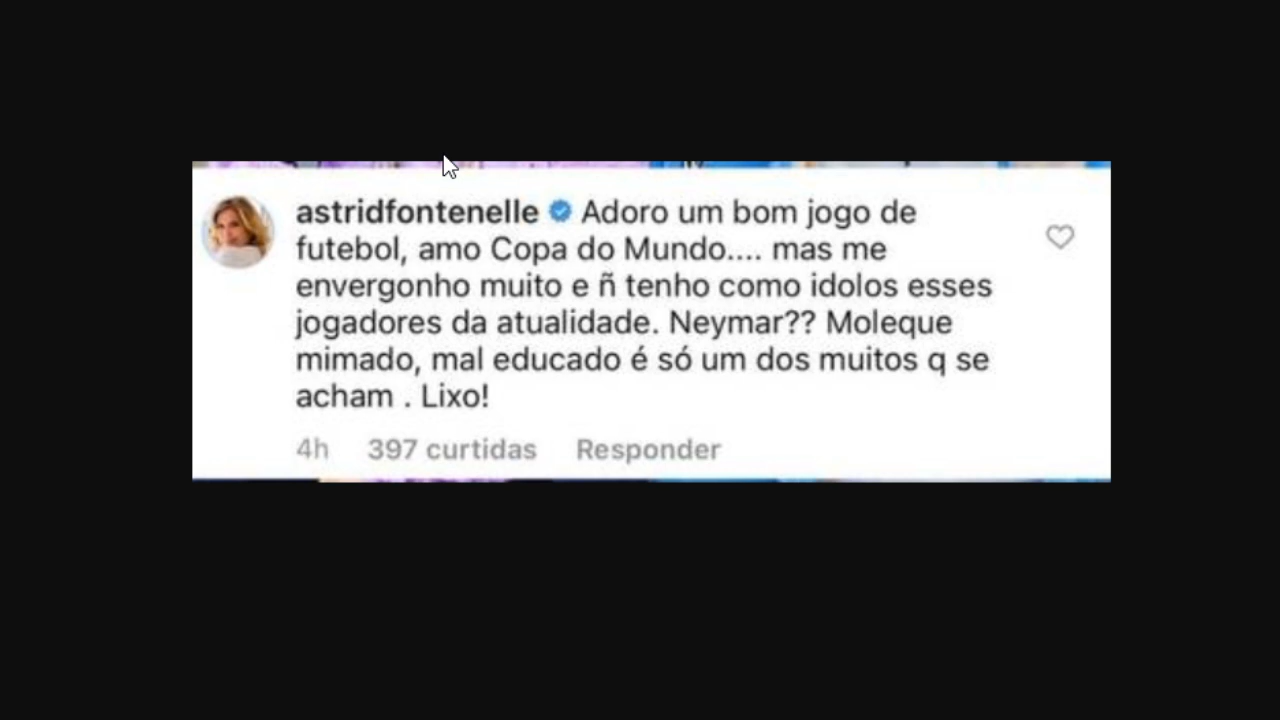 astridfontenelle Adoro um bom jogo de
futebol, amo Copa do Mundo.... mas me
envergonho muito e ñ tenho como idolos esses
jogadores da atualidade. Neymar?? Moleque
mimado, mal educado é só um dos muitos q se
acham . Lixo!
4h 397 curtidas Responder